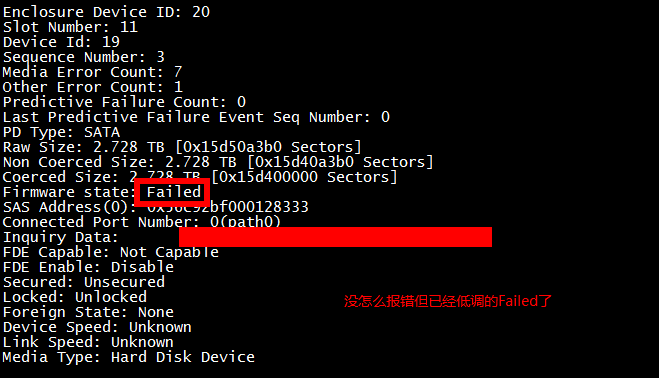 Enclosure Device ID: 20
Slot Number: 11
Device Id: 19
Sequence Number: 3
Media Error Count: 7
Other Error Count: 1
Predictive Failure Count: 0
Last Predictive Failure Event Seq Number: 0
PD Type: SATA
Raw Size: 2.728 TB [0x15d50a3b0 Sectors]
Non Coerced Size: 2.728 TB [0x15d40a3b0 Sectors]
Coerced Size: 2.728 TB [0x15d400000 Sectors]
Firmware state: Failed
SAS Address(0): 0x56c92bf000128333
Connected Port Number: 0(path0)
Inquiry Data:
FDE Capable: Not Capable
FDE Enable: Disable
Secured: Unsecured
Locked: Unlocked
Foreign State: None
没怎么报错但已经低调的Failed了
Device Speed: Unknown
Link Speed: Unknown
Media Type: Hard Disk Device